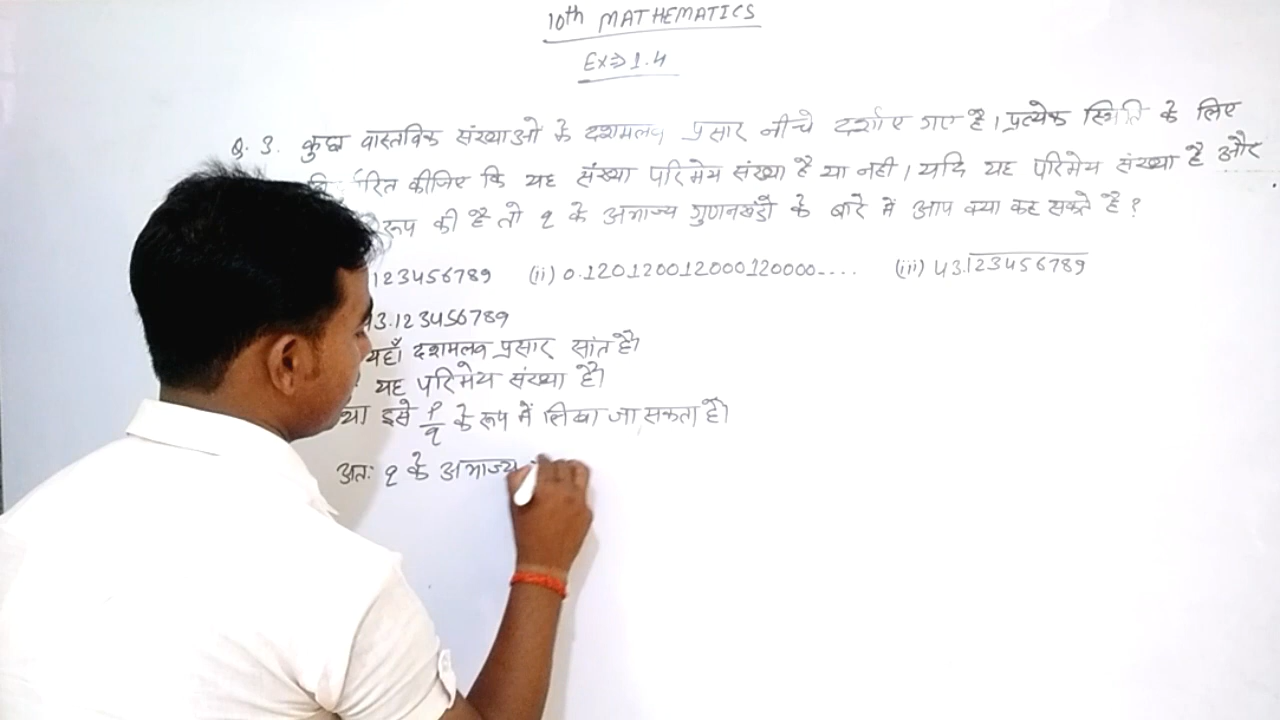 10th MATHEMATICS
Ex⇒1.4
Q. 3. कुछ वास्तविक संख्याओं के दशमलव प्रसार नीचे दर्शाए गए है। प्रत्येक स्थिति के लिए
कीजिए कि यह संख्या परिमेय संख्या है या नही। यदि यह परिमेय संख्या है और
रूप की है तो q के अभाज्य गुणनखंडो के बारे में आप क्या कह सकते है?
123456789 (ii) 0.120120012000120000.... (iii) 43.\overline{123456789}
43.123456789
यहाँ दशमलव प्रसार सांत है।
यह परिमेय संख्या है।
था इसे p/q के रूप में लिखा जा सकता है।
अतः q के अभाज्य